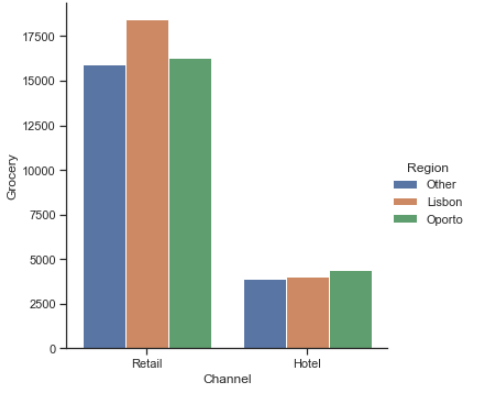 17500
15000
12500
10000
7500
5000
2500
0
Grocery
Retail
Hotel
Channel
Region
Other
Lisbon
Oporto